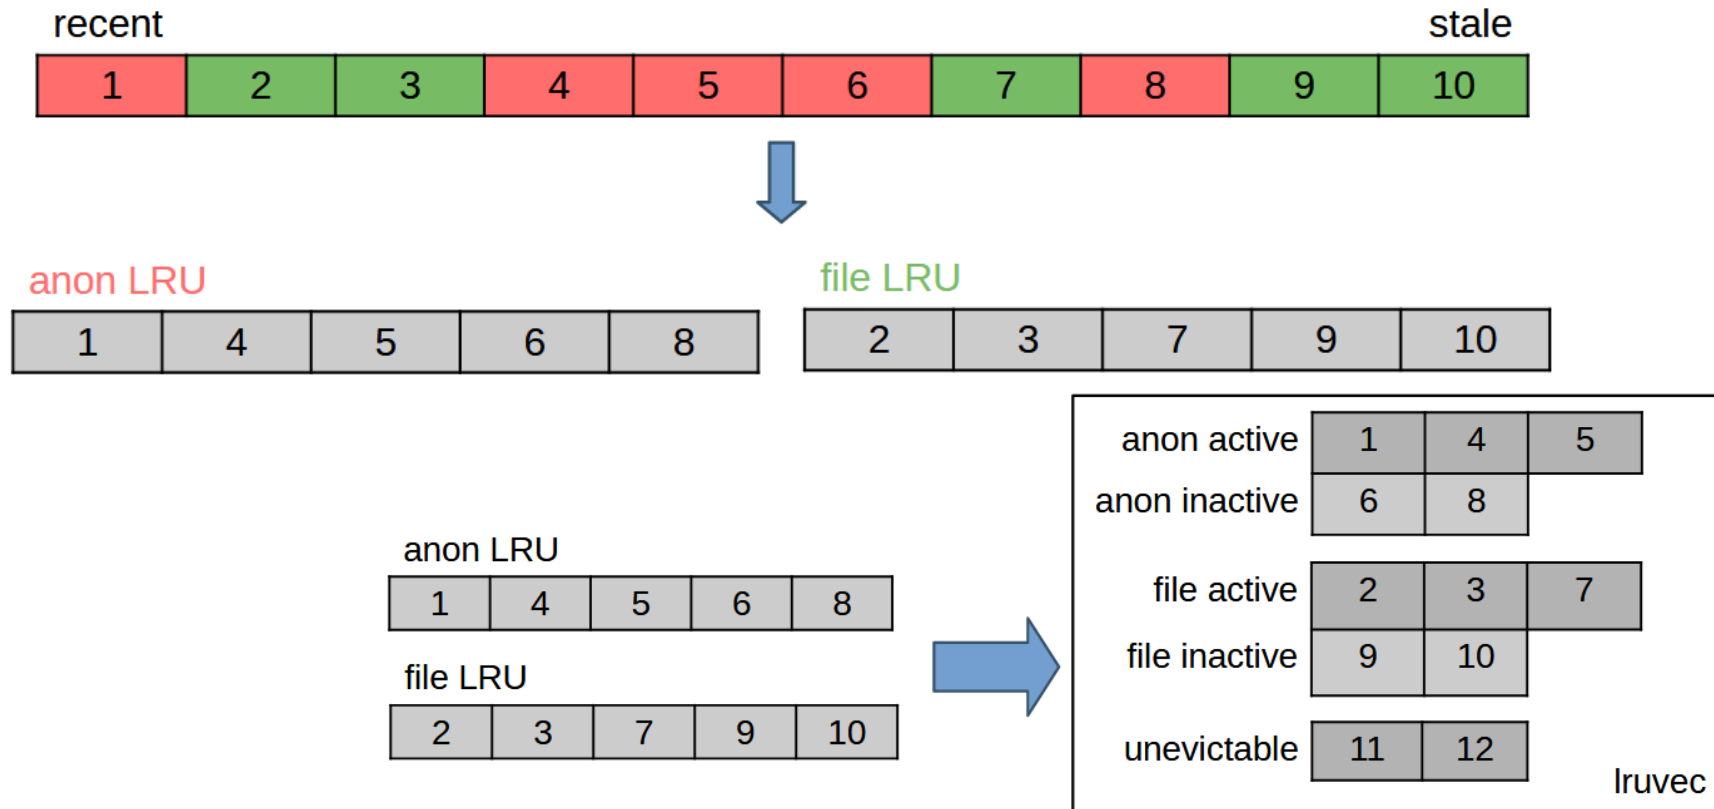 recent stale
1 2 3 4 5 6 7 8 9 10
anon LRU
1 4 5 6 8
file LRU
2 3 7 9 10
anon LRU
1 4 5 6 8
file LRU
2 3 7 9 10
anon active 1 4 5
anon inactive 6 8
file active 2 3 7
file inactive 9 10
unevictable 11 12
lruvec